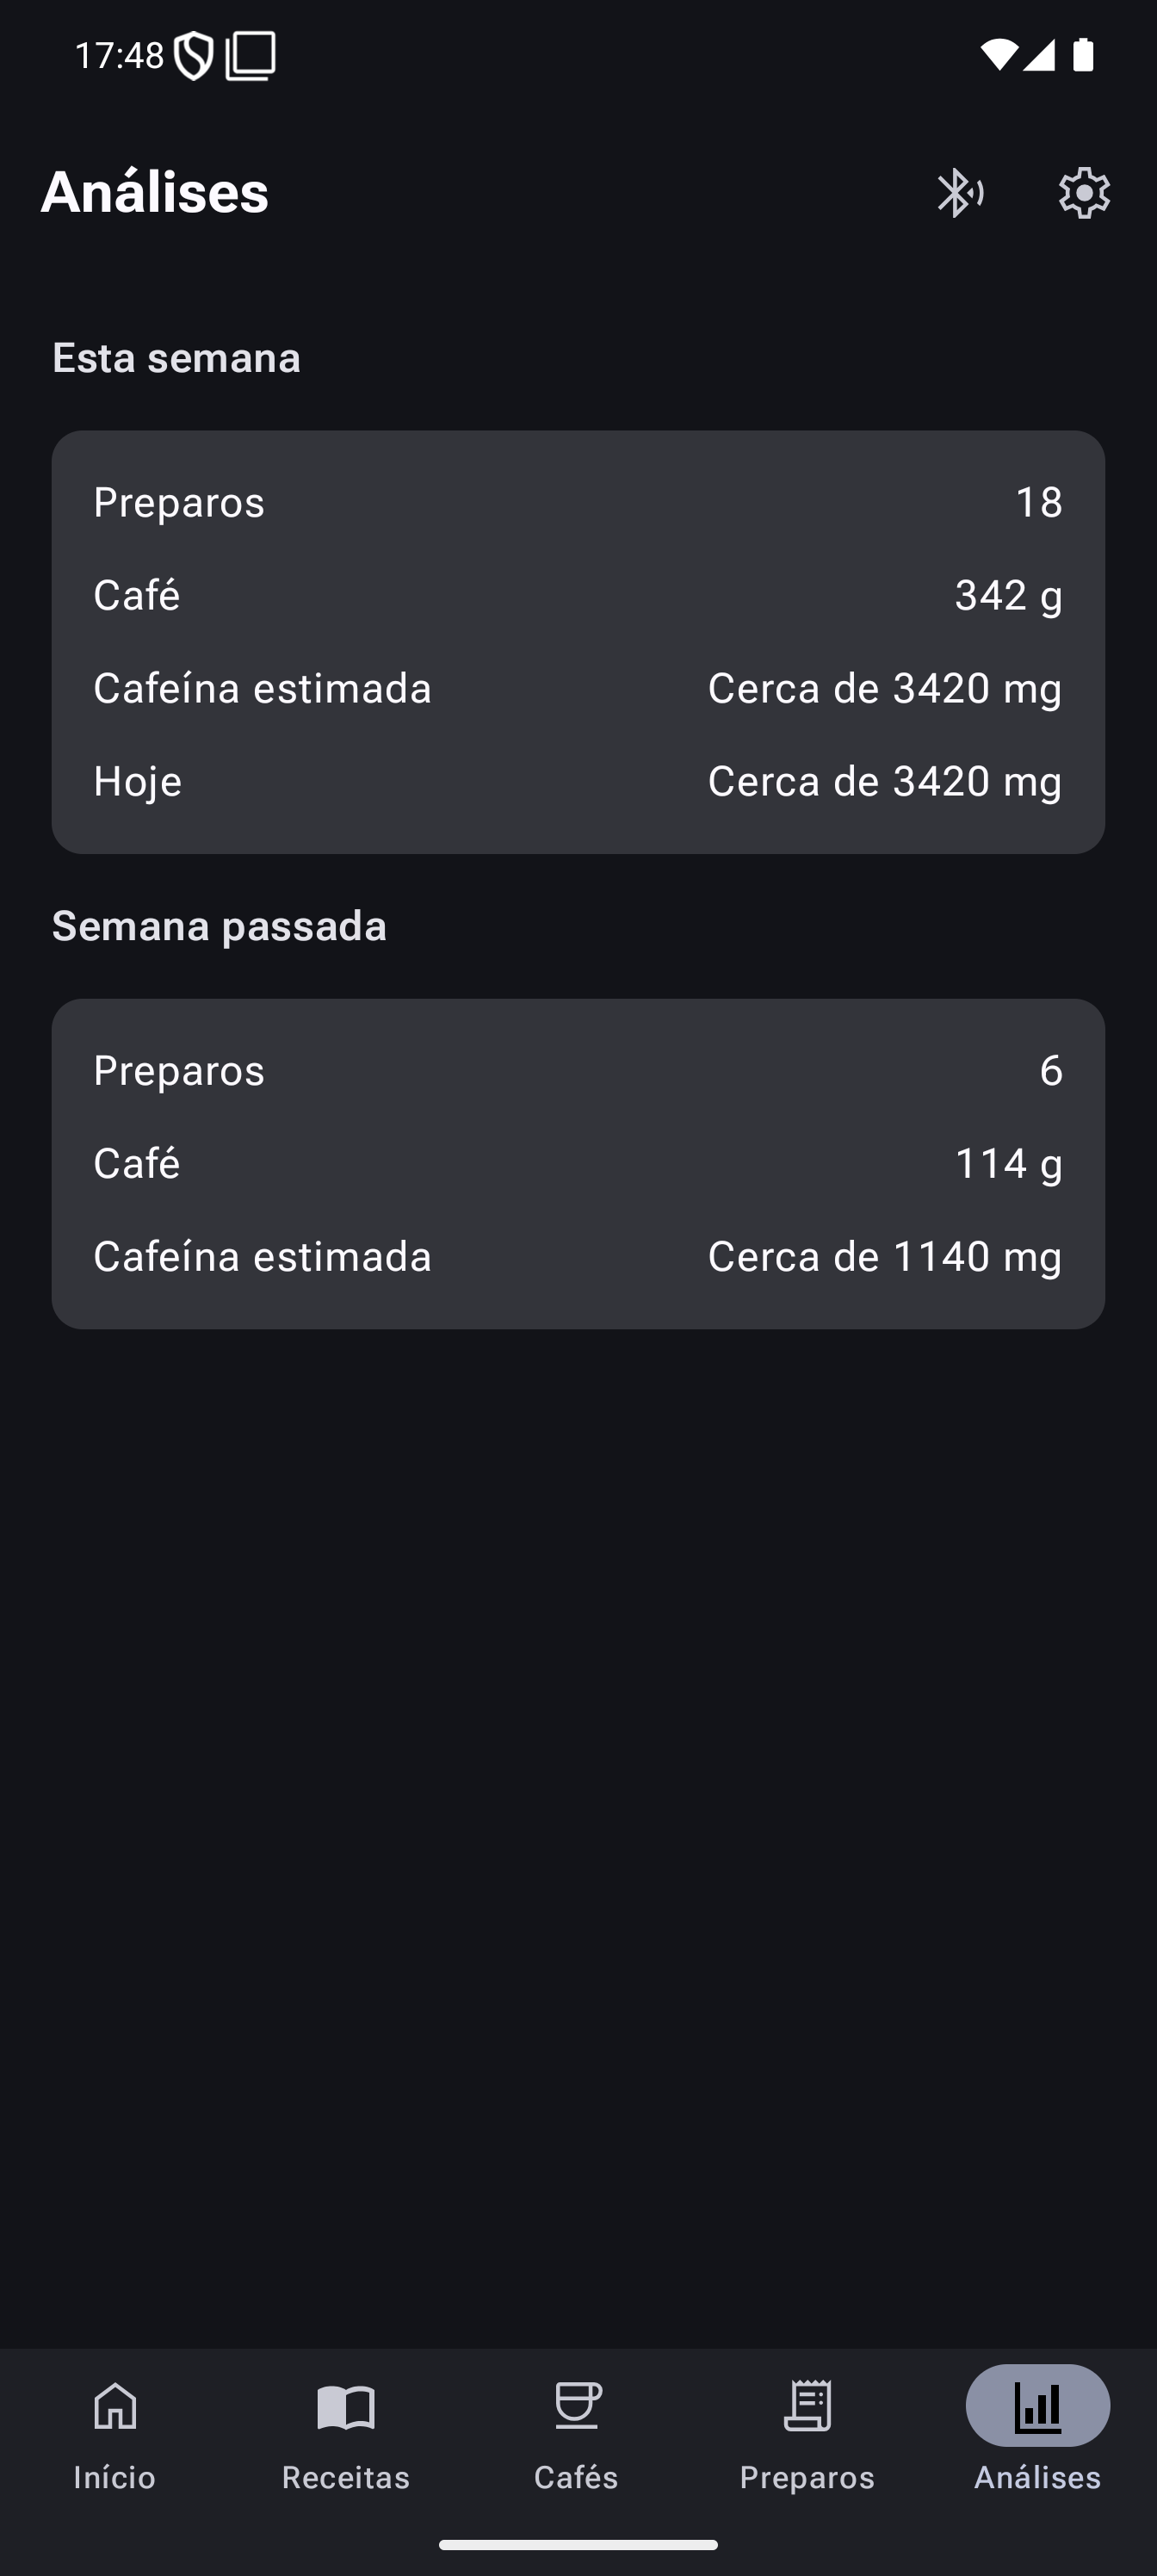 17:48
Análises
Esta semana
Preparos 18
Café 342 g
Cafeína estimada Cerca de 3420 mg
Hoje Cerca de 3420 mg
Semana passada
Preparos 6
Café 114 g
Cafeína estimada Cerca de 1140 mg
Início Receitas Cafés Preparos Análises